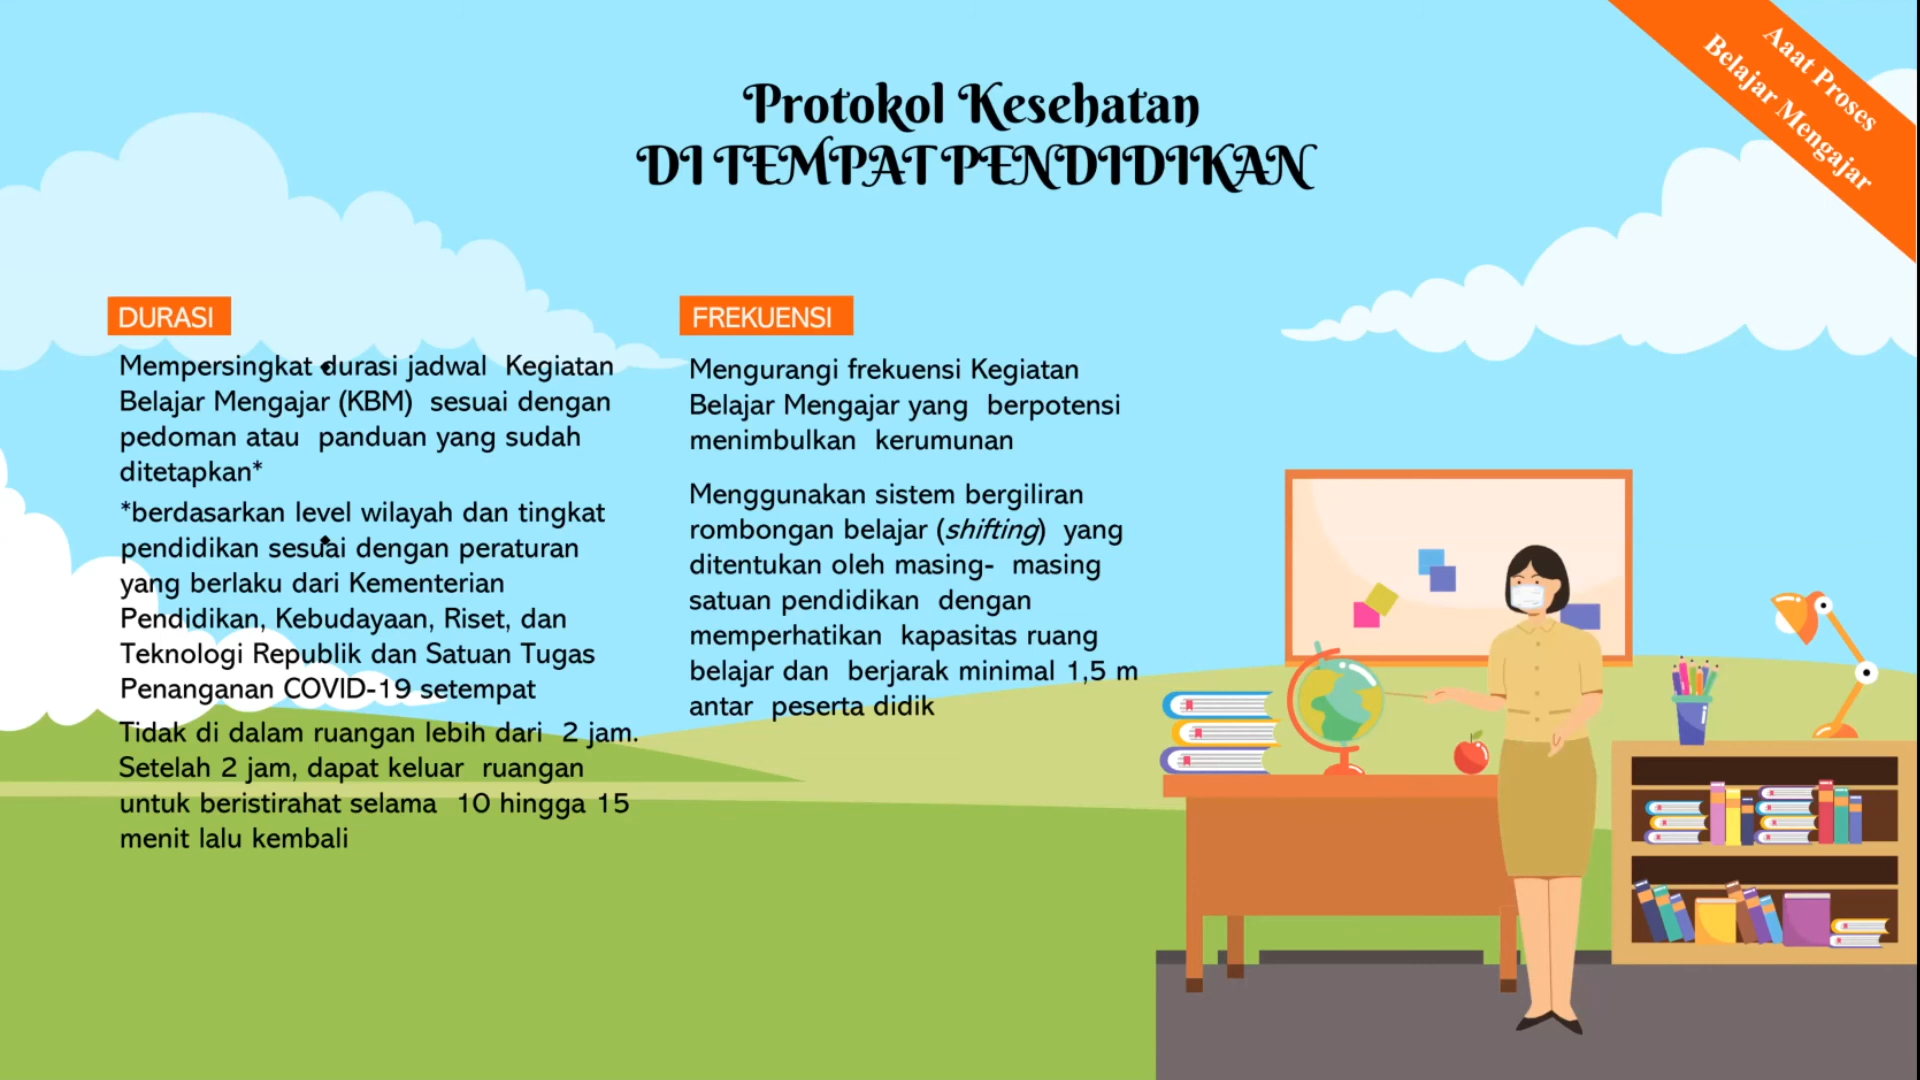 Protokol Kesehatan
DI TEMPAT PENDIDIKAN
Aaat Proses
Belajar Mengajar
DURASI
Mempersingkat durasi jadwal Kegiatan
Belajar Mengajar (KBM) sesuai dengan
pedoman atau panduan yang sudah
ditetapkan*
*berdasarkan level wilayah dan tingkat
pendidikan sesuai dengan peraturan
yang berlaku dari Kementerian
Pendidikan, Kebudayaan, Riset, dan
Teknologi Republik dan Satuan Tugas
Penanganan COVID-19 setempat
Tidak di dalam ruangan lebih dari 2 jam.
Setelah 2 jam, dapat keluar ruangan
untuk beristirahat selama 10 hingga 15
menit lalu kembali
FREKUENSI
Mengurangi frekuensi Kegiatan
Belajar Mengajar yang berpotensi
menimbulkan kerumunan
Menggunakan sistem bergiliran
rombongan belajar (shifting) yang
ditentukan oleh masing- masing
satuan pendidikan dengan
memperhatikan kapasitas ruang
belajar dan berjarak minimal 1,5 m
antar peserta didik